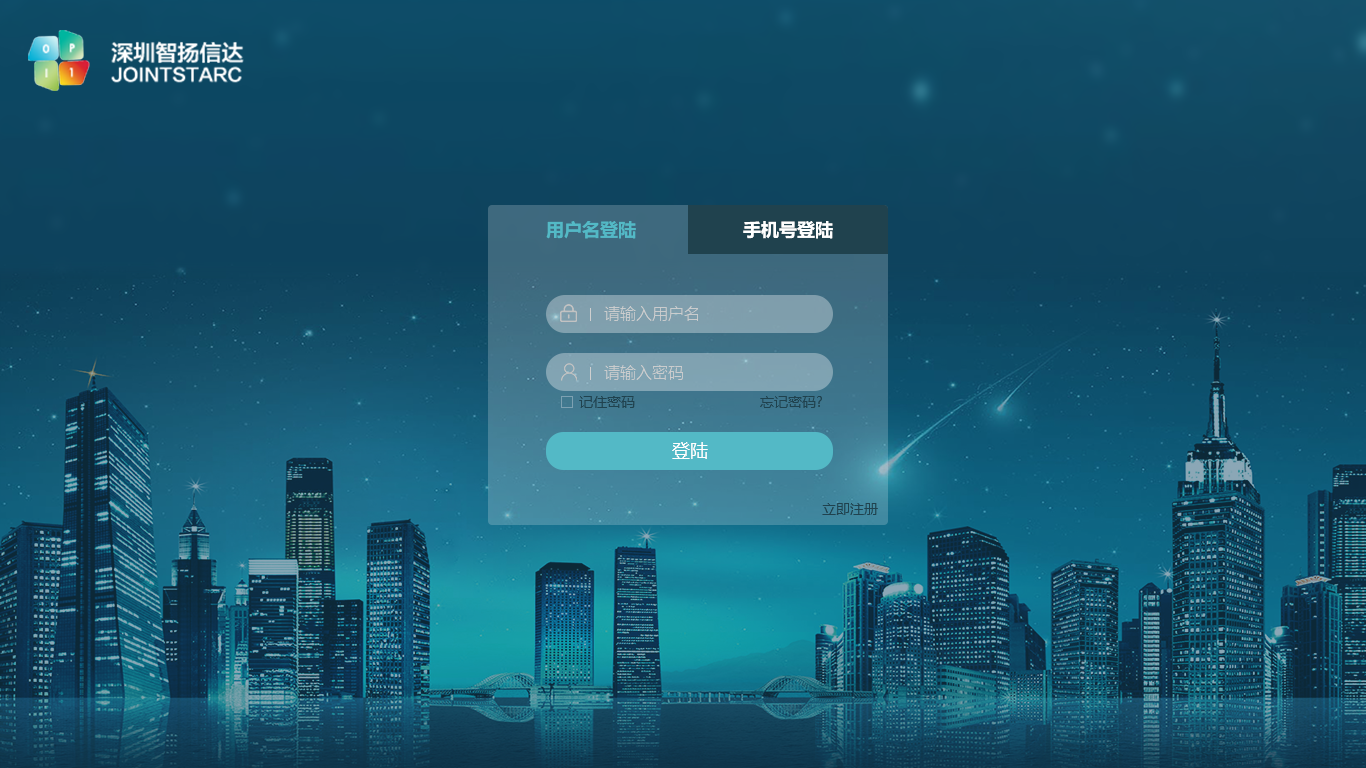 O P
I 1
深圳智扬信达
JOINTSTARC
用户名登陆
手机号登陆
请输入用户名
请输入密码
记住密码
忘记密码?
登陆
立即注册